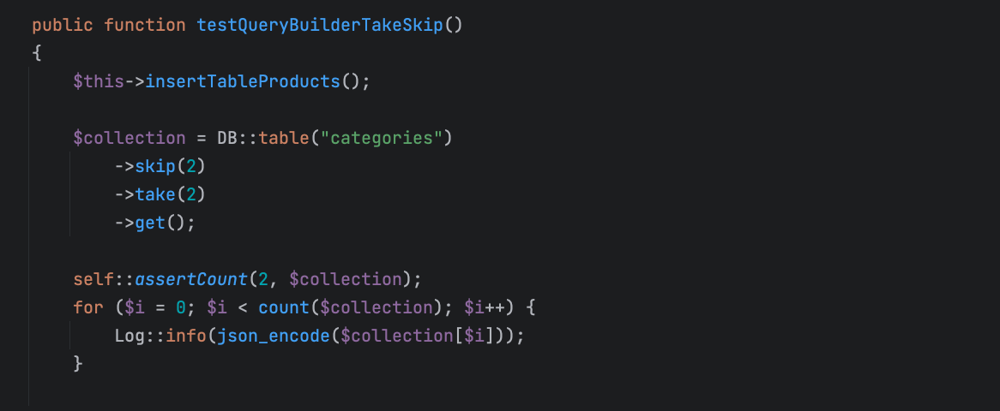 public function testQueryBuilderTakeSkip()
{
    $this->insertTableProducts();

    $collection = DB::table("categories")
        ->skip(2)
        ->take(2)
        ->get();

    self::assertCount(2, $collection);
    for ($i = 0; $i < count($collection); $i++) {
        Log::info(json_encode($collection[$i]));
    }